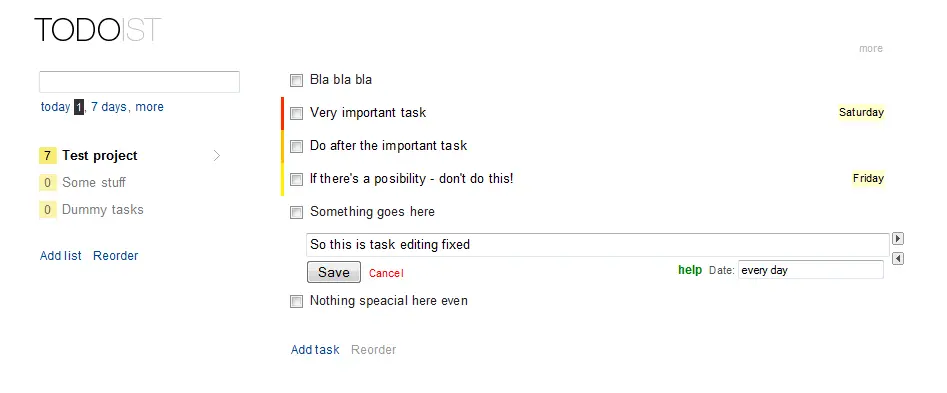 TODOIST
more
today 1, 7 days, more
7 Test project
0 Some stuff
0 Dummy tasks
Add list Reorder
Bla bla bla
Very important task Saturday
Do after the important task
If there's a posibility - don't do this! Friday
Something goes here
So this is task editing fixed
Save Cancel help Date: every day
Nothing speacial here even
Add task Reorder